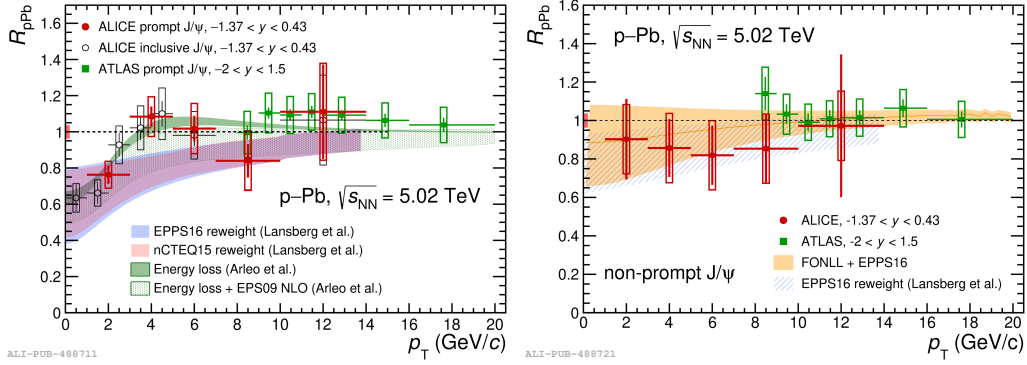 R_pPb
1.6
1.4
1.2
1
0.8
0.6
0.4
0.2
0
ALICE prompt J/ψ, −1.37 < y < 0.43
ALICE inclusive J/ψ, −1.37 < y < 0.43
ATLAS prompt J/ψ, −2 < y < 1.5
p−Pb, √s_NN = 5.02 TeV
EPPS16 reweight (Lansberg et al.)
nCTEQ15 reweight (Lansberg et al.)
Energy loss (Arleo et al.)
Energy loss + EPS09 NLO (Arleo et al.)
0 2 4 6 8 10 12 14 16 18 20
p_T (GeV/c)
ALI-PUB-488711
R_pPb
1.6
1.4
1.2
1
0.8
0.6
0.4
0.2
0
p−Pb, √s_NN = 5.02 TeV
ALICE, -1.37 < y < 0.43
ATLAS, -2 < y < 1.5
FONLL + EPPS16
EPPS16 reweight (Lansberg et al.)
non-prompt J/ψ
0 2 4 6 8 10 12 14 16 18 20
p_T (GeV/c)
ALI-PUB-488721